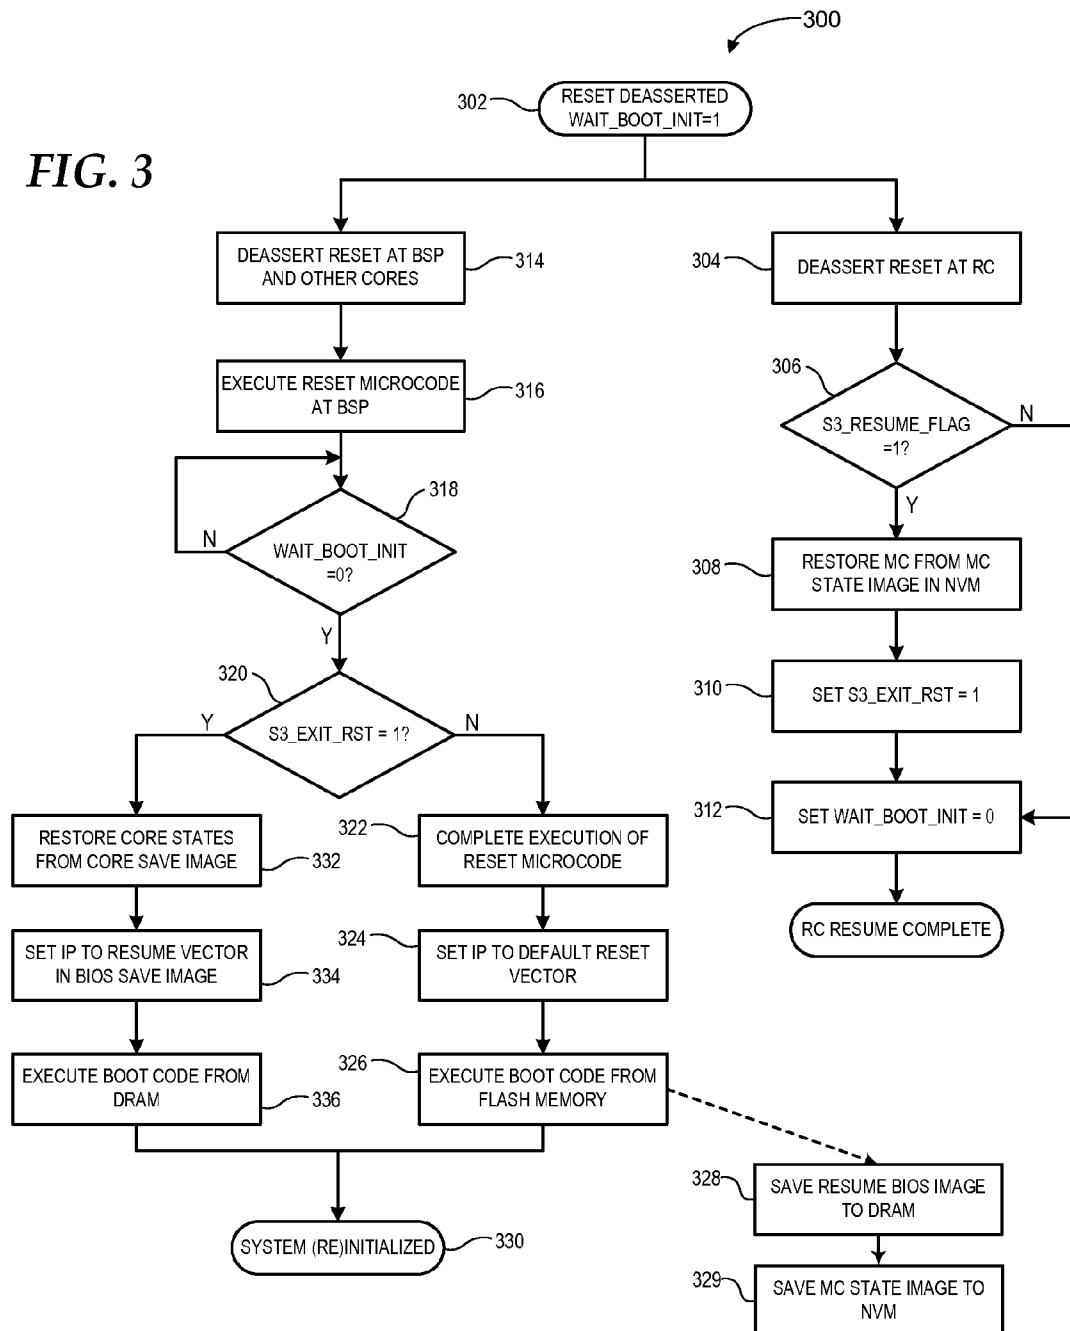 300
302
RESET DEASSERTED
WAIT_BOOT_INIT=1
FIG. 3
DEASSERT RESET AT BSP
AND OTHER CORES
314
304
DEASSERT RESET AT RC
EXECUTE RESET MICROCODE
AT BSP
316
306
S3_RESUME_FLAG
=1?
N
Y
318
WAIT_BOOT_INIT
=0?
N
Y
308
RESTORE MC FROM MC
STATE IMAGE IN NVM
320
S3_EXIT_RST = 1?
Y
N
310
SET S3_EXIT_RST = 1
312
SET WAIT_BOOT_INIT = 0
RESTORE CORE STATES
FROM CORE SAVE IMAGE
332
322
COMPLETE EXECUTION OF
RESET MICROCODE
RC RESUME COMPLETE
SET IP TO RESUME VECTOR
IN BIOS SAVE IMAGE
334
324
SET IP TO DEFAULT RESET
VECTOR
EXECUTE BOOT CODE FROM
DRAM
336
326
EXECUTE BOOT CODE FROM
FLASH MEMORY
328
SAVE RESUME BIOS IMAGE
TO DRAM
SYSTEM (RE)INITIALIZED
330
329
SAVE MC STATE IMAGE TO
NVM